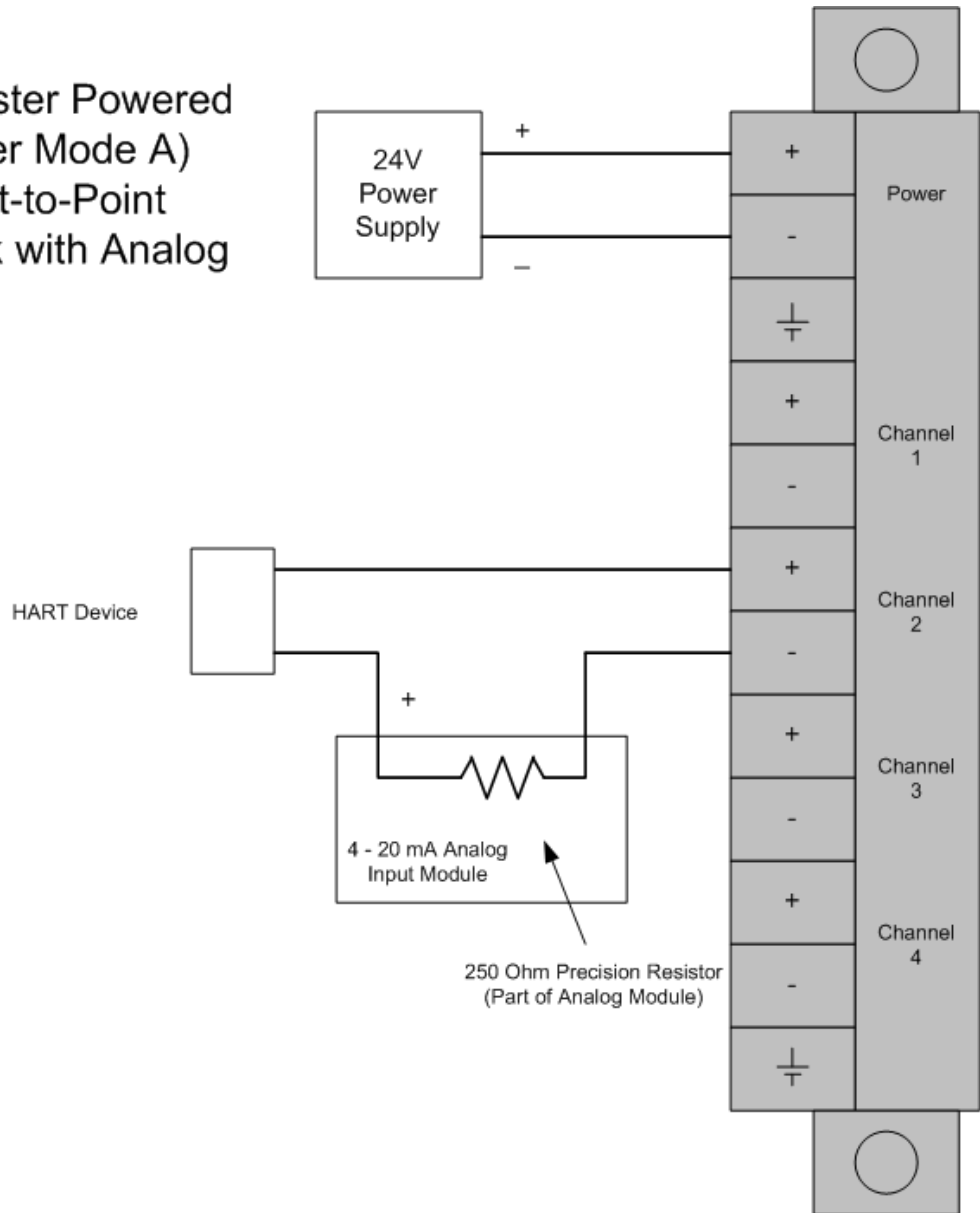 ster Powered
er Mode A)
t-to-Point
with Analog
24V
Power
Supply
+
–
+
-
Power
+
-
Channel
1
+
-
Channel
2
+
-
Channel
3
+
-
Channel
4
HART Device
+
4 - 20 mA Analog
Input Module
250 Ohm Precision Resistor
(Part of Analog Module)